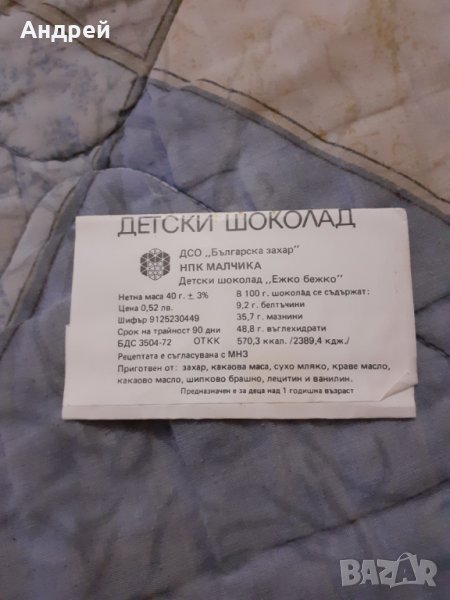 Андрей
ДЕТСКИ ШОКОЛАД
ДСО „Българска захар"
НПК МАЛЧИКА
Детски шоколад „Ежко бежко"
Нетна маса 40 г. ± 3%
Цена 0,52 лв.
Шифър 9125230449
Срок на трайност 90 дни
БДС 3504-72 ОТКК
В 100 г. шоколад се съдържат:
9,2 г. белтъчини
35,7 г. мазнини
48,8 г. въглехидрати
570,3 ккал. /2389,4 кдж./
Рецептата е съгласувана с МНЗ
Приготвен от: захар, какаова маса, сухо мляко, краве масло,
какаово масло, шипково брашно, лецитин и ванилин.
Предназначен е за деца над 1 годишна възраст
BAZAR